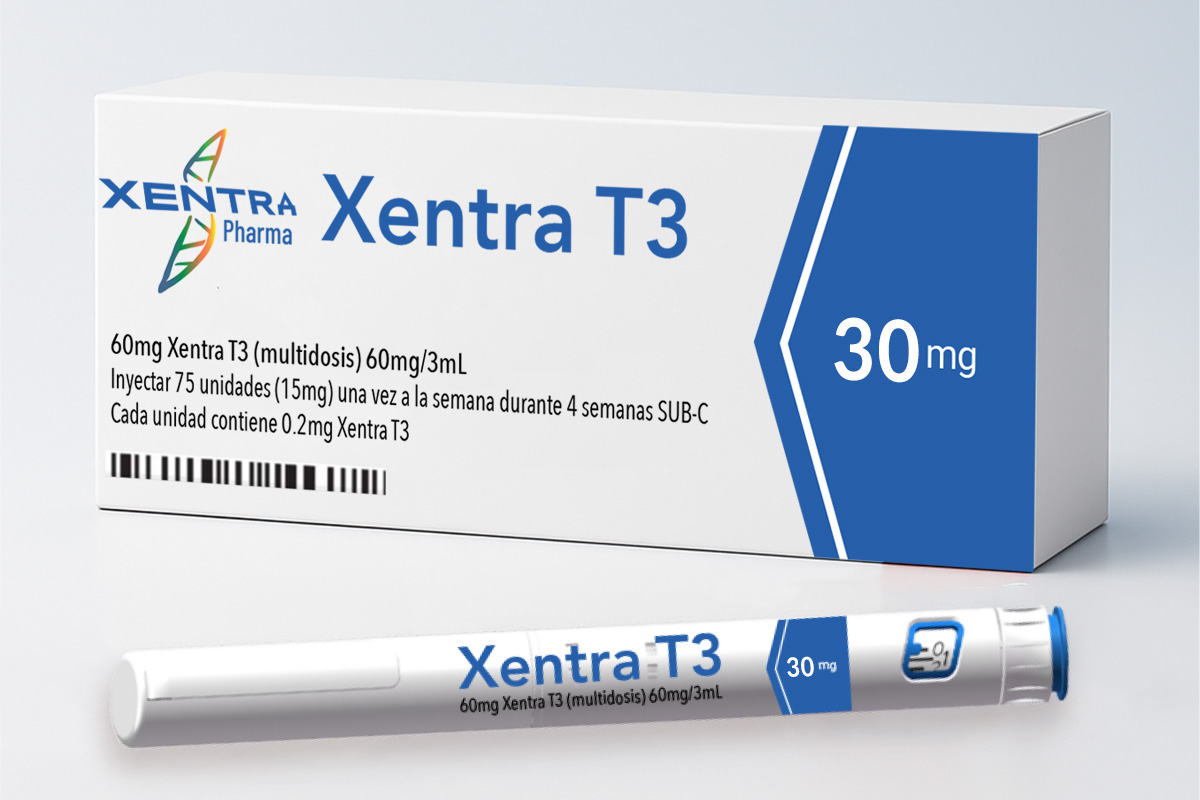 XENTRA
Pharma
Xentra T3
30 mg
60mg Xentra T3 (multidosis) 60mg/3mL
Inyectar 75 unidades (15mg) una vez a la semana durante 4 semanas SUB-C
Cada unidad contiene 0.2mg Xentra T3
Xentra T3
60mg Xentra T3 (multidosis) 60mg/3mL
30 mg